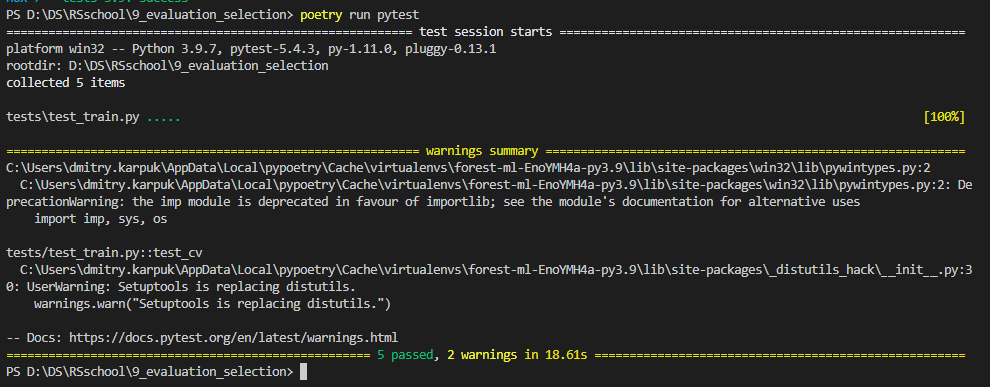 PS D:\DS\RSschool\9_evaluation_selection> poetry run pytest
================================================== test session starts ==================================================
platform win32 -- Python 3.9.7, pytest-5.4.3, py-1.11.0, pluggy-0.13.1
rootdir: D:\DS\RSschool\9_evaluation_selection
collected 5 items
tests\test_train.py ..... [100%]
=================================================== warnings summary ====================================================
C:\Users\dmitry.karpuk\AppData\Local\pypoetry\Cache\virtualenvs\forest-ml-EnoYMH4a-py3.9\lib\site-packages\win32\lib\pywintypes.py:2
C:\Users\dmitry.karpuk\AppData\Local\pypoetry\Cache\virtualenvs\forest-ml-EnoYMH4a-py3.9\lib\site-packages\win32\lib\pywintypes.py:2: De
precationWarning: the imp module is deprecated in favour of importlib; see the module's documentation for alternative uses
import imp, sys, os
tests/test_train.py::test_cv
C:\Users\dmitry.karpuk\AppData\Local\pypoetry\Cache\virtualenvs\forest-ml-EnoYMH4a-py3.9\lib\site-packages\_distutils_hack\__init__.py:3
0: UserWarning: Setuptools is replacing distutils.
warnings.warn("Setuptools is replacing distutils.")
-- Docs: https://docs.pytest.org/en/latest/warnings.html
============================================= 5 passed, 2 warnings in 18.61s =============================================
PS D:\DS\RSschool\9_evaluation_selection>